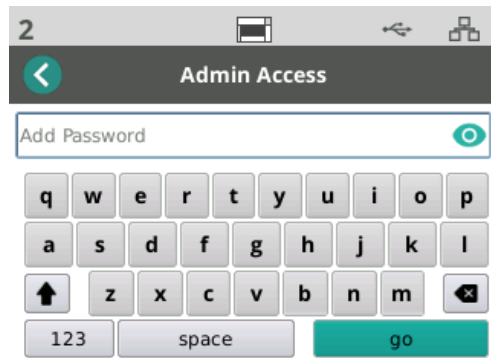 2
Admin Access
Add Password
q w e r t y u i o p
a s d f g h j k l
z x c v b n m
123 space go